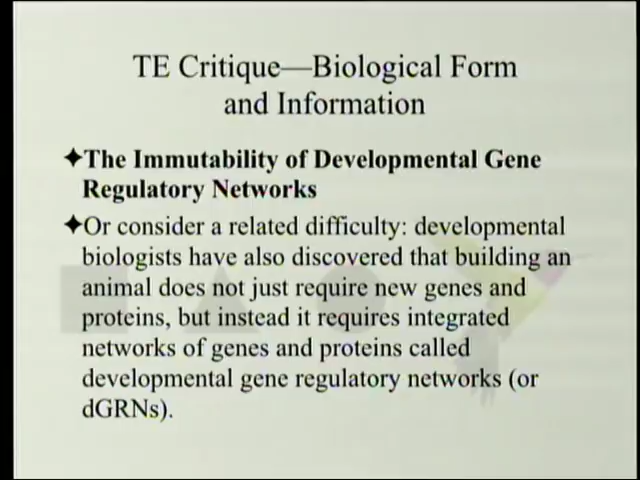 TE Critique—Biological Form
and Information
✦The Immutability of Developmental Gene
Regulatory Networks
✦Or consider a related difficulty: developmental
biologists have also discovered that building an
animal does not just require new genes and
proteins, but instead it requires integrated
networks of genes and proteins called
developmental gene regulatory networks (or
dGRNs).